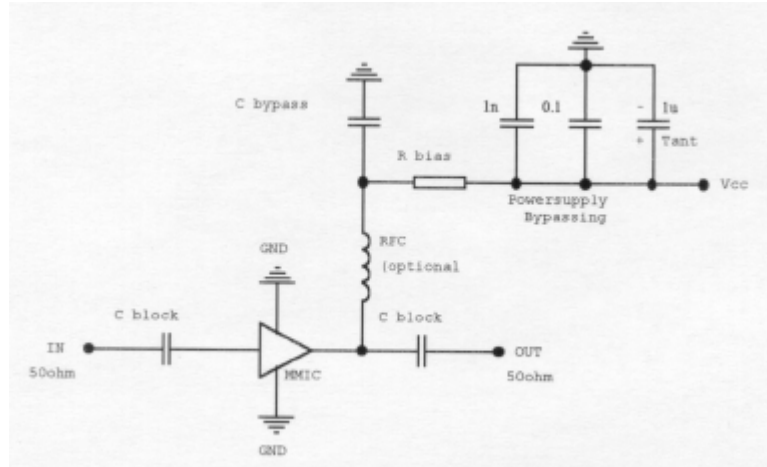 C bypass
1n
0.1
- 1u
+ Tant
R bias
Vcc
Powersupply
Bypassing
GND
RFC
(optional
C block
C block
IN
MMIC
OUT
50ohm
50ohm
GND